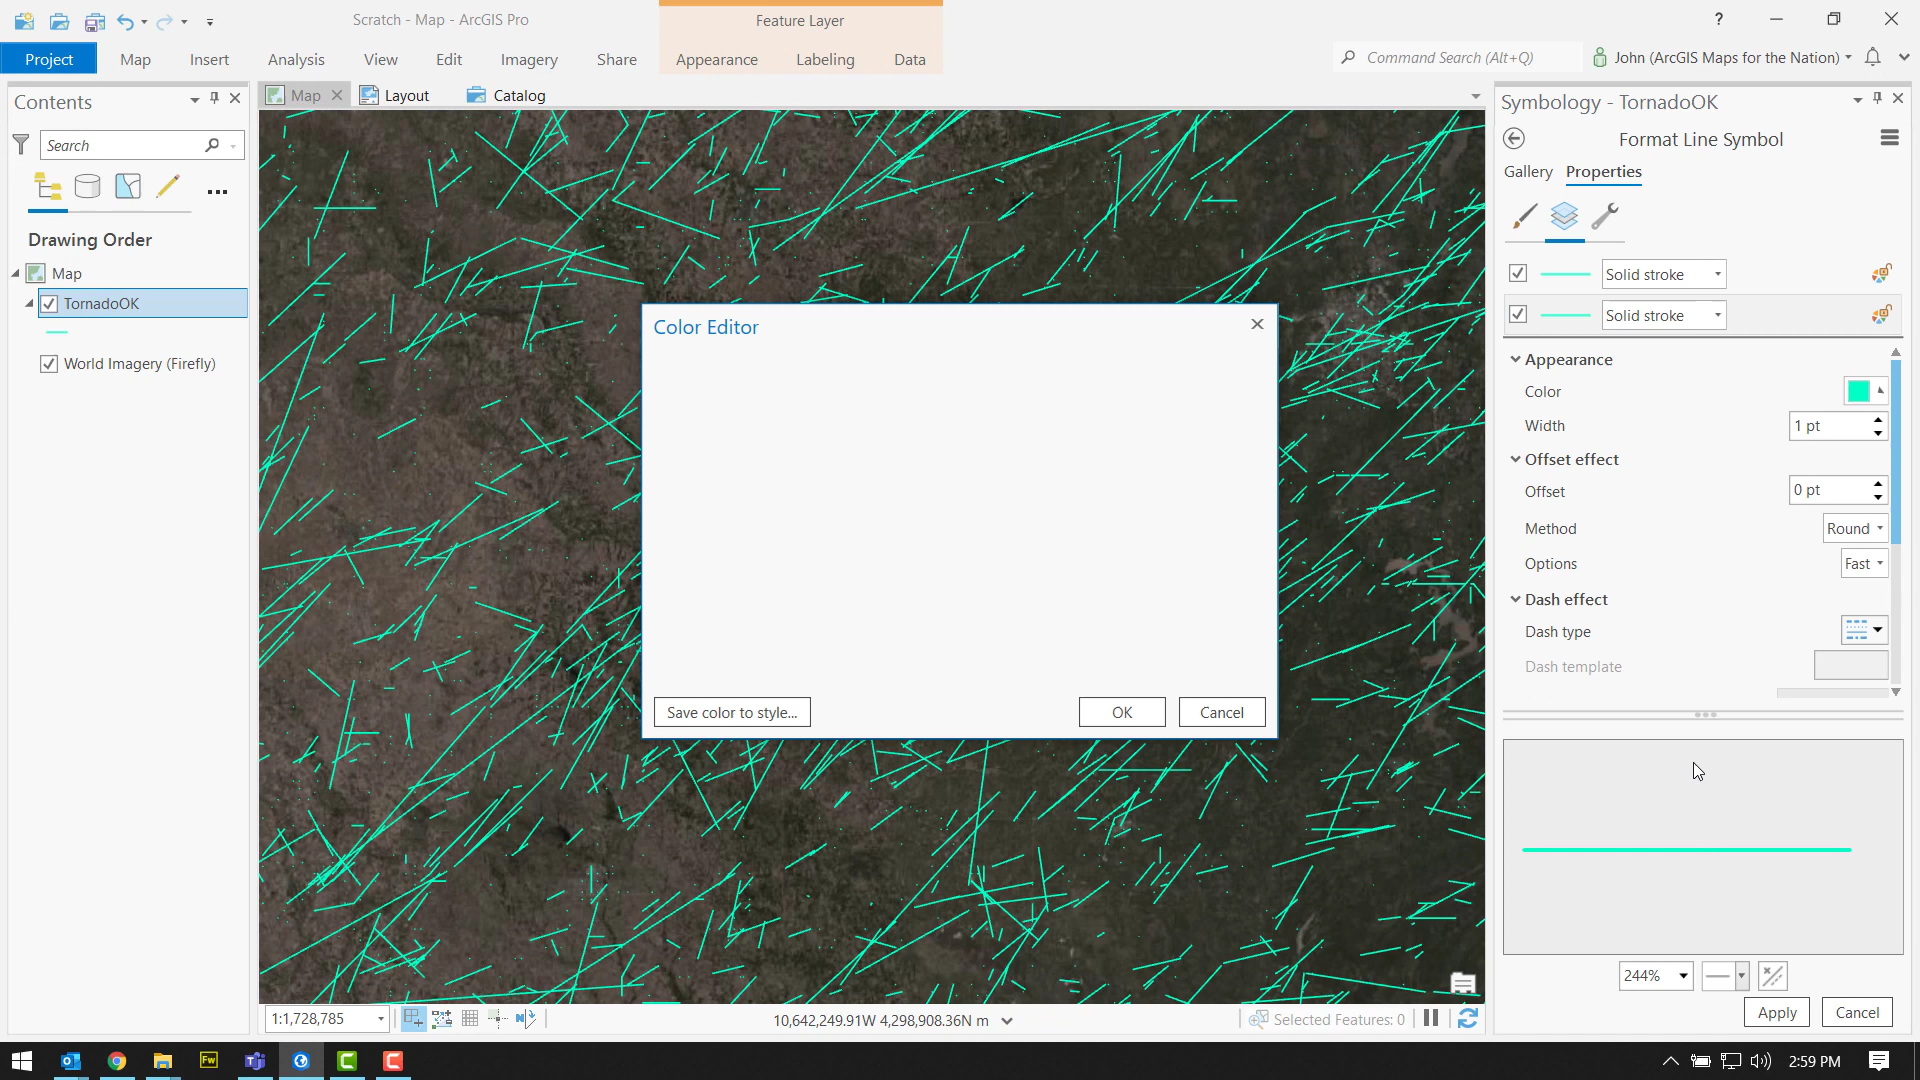 Scratch - Map - ArcGIS Pro
Feature Layer
?
Project
Map
Insert
Analysis
View
Edit
Imagery
Share
Appearance
Labeling
Data
Command Search (Alt+Q)
John (ArcGIS Maps for the Nation)
Contents
Search
Drawing Order
Map
TornadoOK
World Imagery (Firefly)
Map
Layout
Catalog
Color Editor
Save color to style...
OK
Cancel
1:1,728,785
10,642,249.91W 4,298,908.36N m
Selected Features: 0
Symbology - TornadoOK
Format Line Symbol
Gallery
Properties
Solid stroke
Solid stroke
Appearance
Color
Width
1 pt
Offset effect
Offset
0 pt
Method
Round
Options
Fast
Dash effect
Dash type
Dash template
244%
Apply
Cancel
Fw
2:59 PM